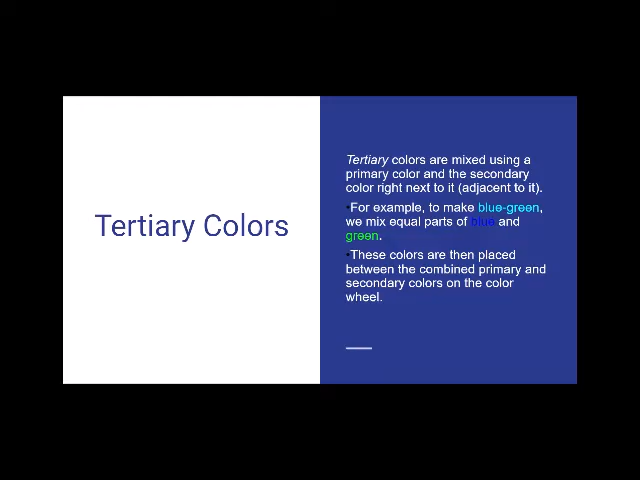 Tertiary Colors
Tertiary colors are mixed using a
primary color and the secondary
color right next to it (adjacent to it).
•For example, to make blue-green,
we mix equal parts of blue and
green.
•These colors are then placed
between the combined primary and
secondary colors on the color
wheel.